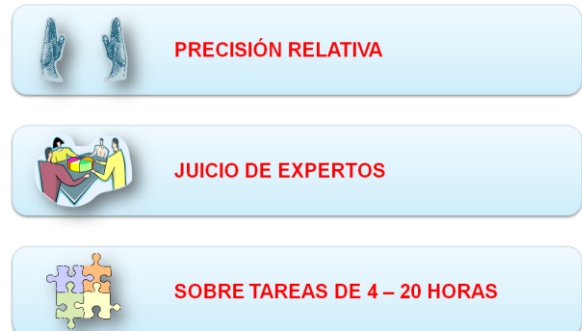 PRECISIÓN RELATIVA
JUICIO DE EXPERTOS
SOBRE TAREAS DE 4 – 20 HORAS